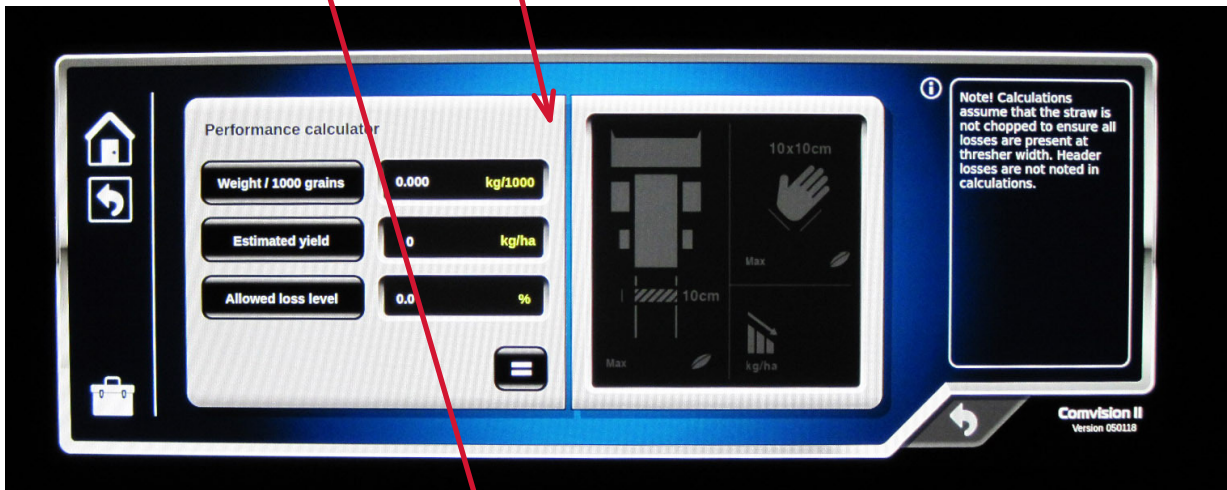 Performance calculator
Weight / 1000 grains 0.000 kg/1000
Estimated yield 0 kg/ha
Allowed loss level 0.0 %
=
10x10cm
Max
10cm
Max
kg/ha
Note! Calculations
assume that the straw is
not chopped to ensure all
losses are present at
thresher width. Header
losses are not noted in
calculations.
Comvision II
Version 050118